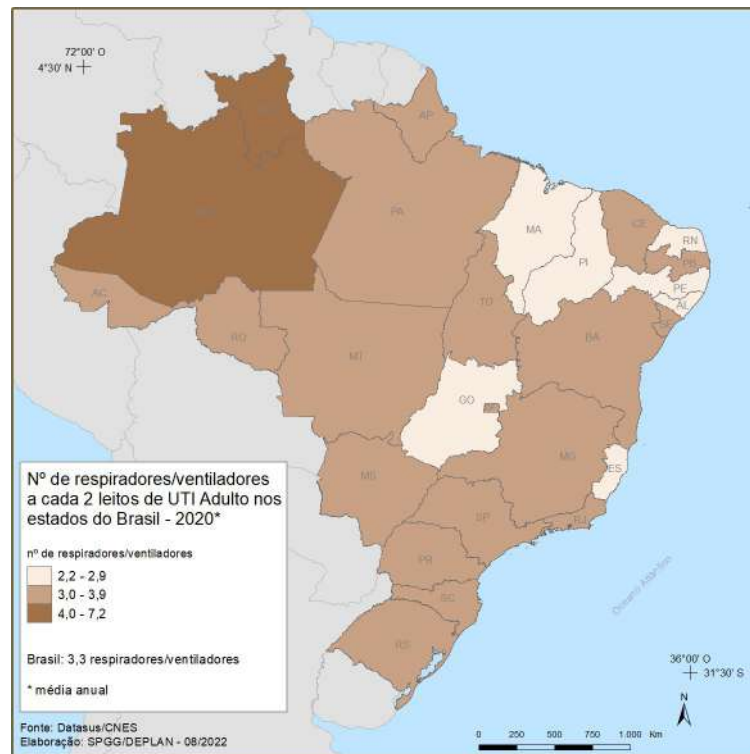 72°00' O
4°30' N
AP
PA
MA
CE
RN
PB
PI
PE
AL
SE
AC
TO
RO
BA
MT
GO
DF
MG
ES
MS
SP
RJ
PR
SC
RS
Oceano Atlântico
Nº de respiradores/ventiladores
a cada 2 leitos de UTI Adulto nos
estados do Brasil - 2020*
nº de respiradores/ventiladores
2,2 - 2,9
3,0 - 3,9
4,0 - 7,2
Brasil: 3,3 respiradores/ventiladores
* média anual
36°00' O
31°30' S
N
Fonte: Datasus/CNES
Elaboração: SPGG/DEPLAN - 08/2022
0 250 500 750 1.000 Km